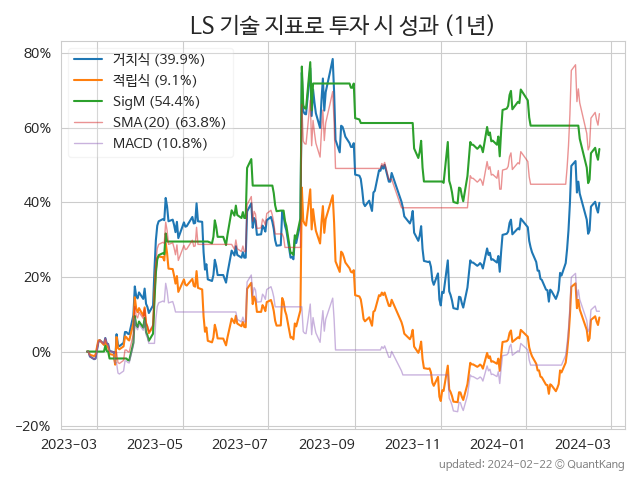 LS 기술 지표로 투자 시 성과 (1년)
거치식 (39.9%)
적립식 (9.1%)
SigM (54.4%)
SMA(20) (63.8%)
MACD (10.8%)
80%
60%
40%
20%
0%
−20%
2023−03
2023−05
2023−07
2023−09
2023−11
2024−01
2024−03
updated: 2024−02−22 ⓒ QuantKang